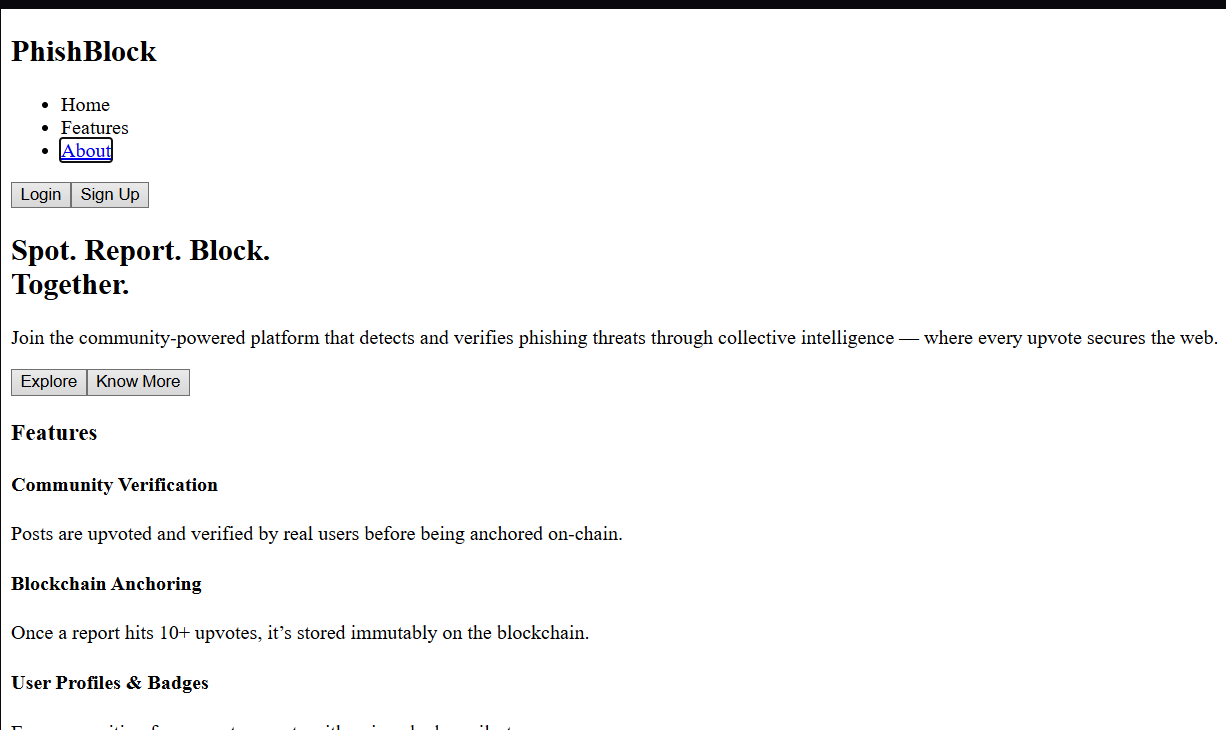 PhishBlock
Home
Features
About
Login Sign Up
Spot. Report. Block.
Together.
Join the community-powered platform that detects and verifies phishing threats through collective intelligence — where every upvote secures the web.
Explore Know More
Features
Community Verification
Posts are upvoted and verified by real users before being anchored on-chain.
Blockchain Anchoring
Once a report hits 10+ upvotes, it’s stored immutably on the blockchain.
User Profiles & Badges